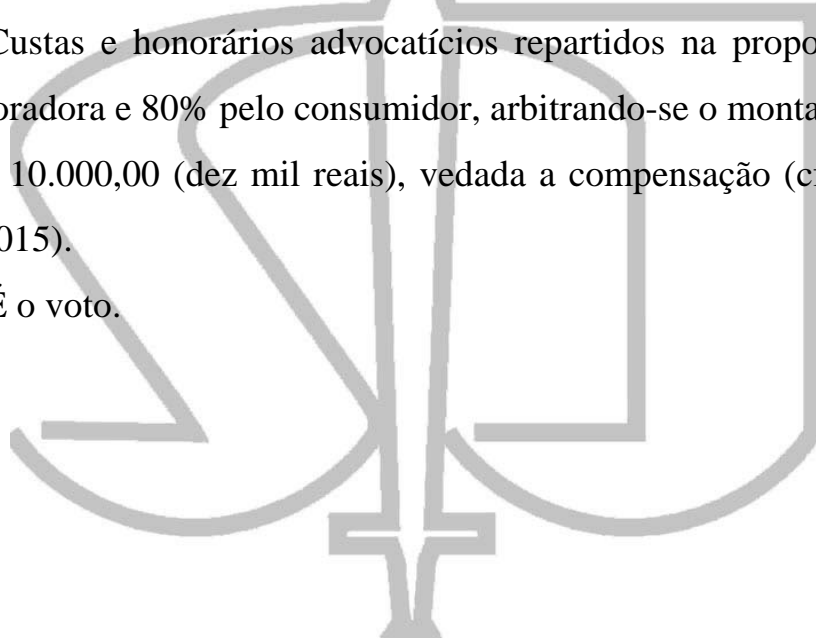 Custas e honorários advocatícios repartidos na propo
oradora e 80% pelo consumidor, arbitrando-se o monta
10.000,00 (dez mil reais), vedada a compensação (c
015).
É o voto.